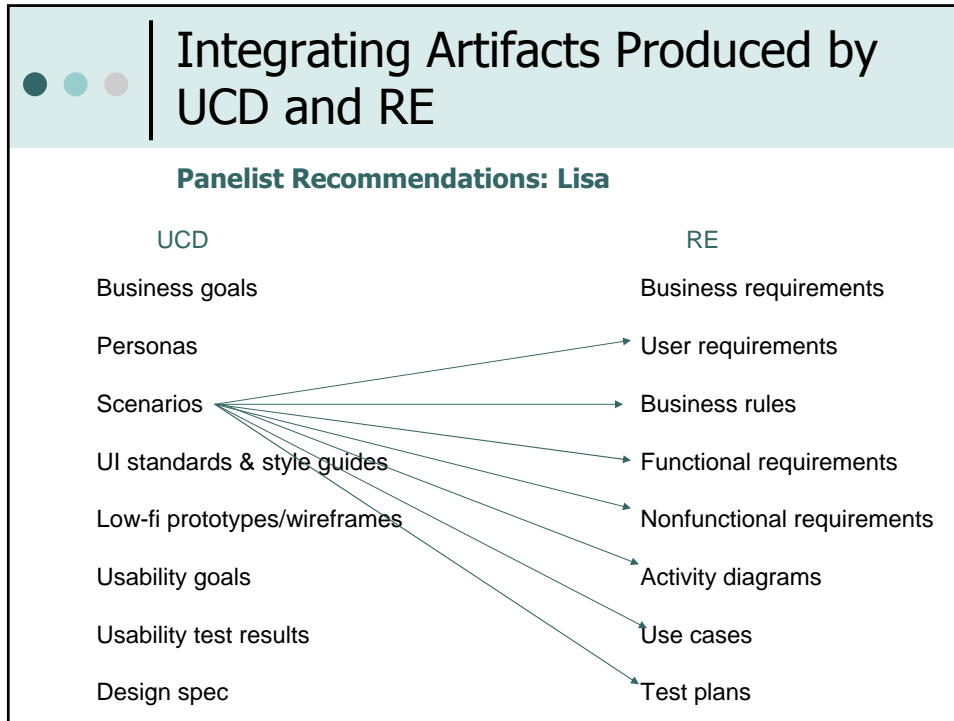 Integrating Artifacts Produced by
UCD and RE
Panelist Recommendations: Lisa
UCD
RE
Business goals
Business requirements
Personas
User requirements
Scenarios
Business rules
UI standards & style guides
Functional requirements
Low-fi prototypes/wireframes
Nonfunctional requirements
Usability goals
Activity diagrams
Usability test results
Use cases
Design spec
Test plans